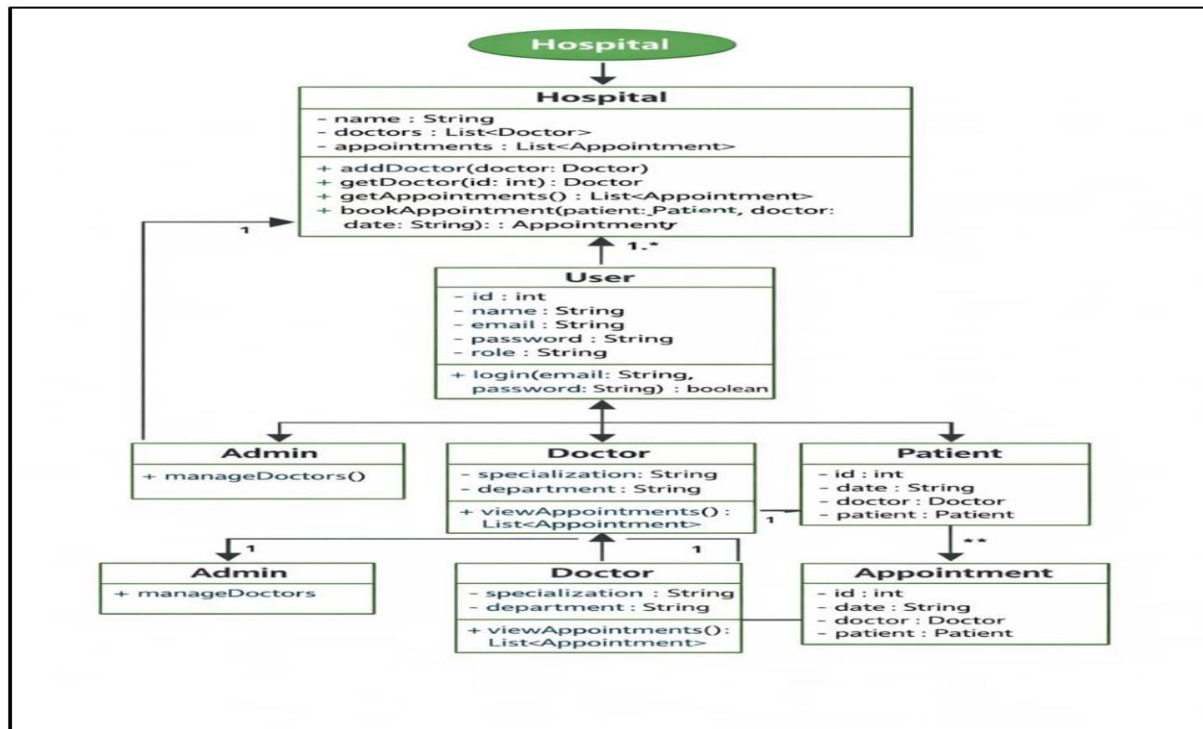 Hospital
Hospital
- name : String
- doctors : List<Doctor>
- appointments : List<Appointment>
+ addDoctor(doctor: Doctor)
+ getDoctor(id: int) : Doctor
+ getAppointments() : List<Appointment>
+ bookAppointment(patient: Patient, doctor:
date: String): : Appointment
1
1.*
User
- id : int
- name : String
- email : String
- password : String
- role : String
+ login(email: String,
password: String) : boolean
Admin
+ manageDoctors()
Doctor
- specialization: String
- department : String
+ viewAppointments() :
List<Appointment>
1
Patient
- id : int
- date : String
- doctor : Doctor
- patient : Patient
1
1
**
Admin
+ manageDoctors
Doctor
- specialization : String
- department : String
+ viewAppointments():
List<Appointment>
Appointment
- id : int
- date : String
- doctor : Doctor
- patient : Patient